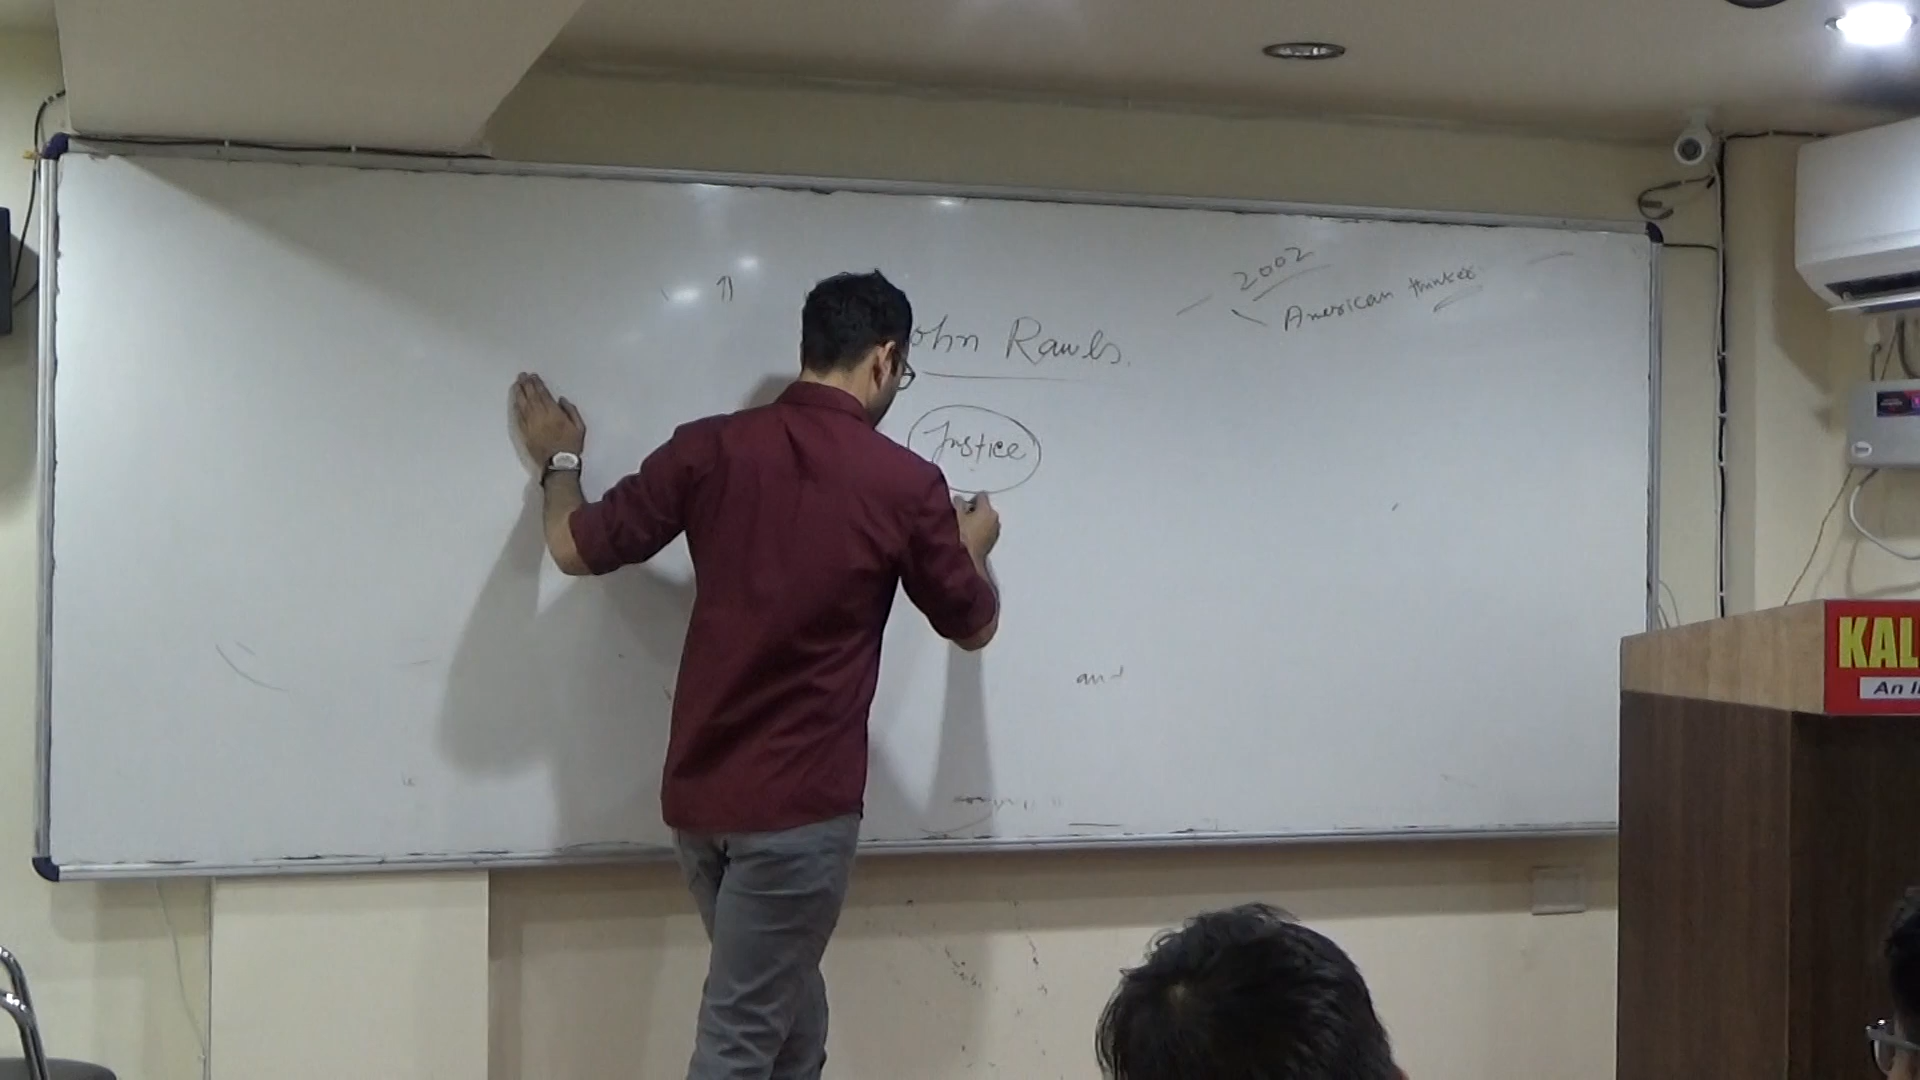 2002
American thinker
ohn Rawls.
Justice
and
KAL
An I